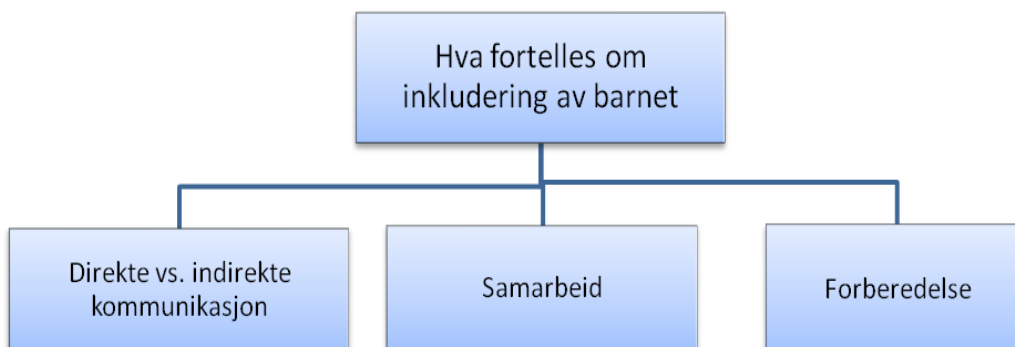 Hva fortelles om
inkludering av barnet
Direkte vs. indirekte
kommunikasjon
Samarbeid
Forberedelse